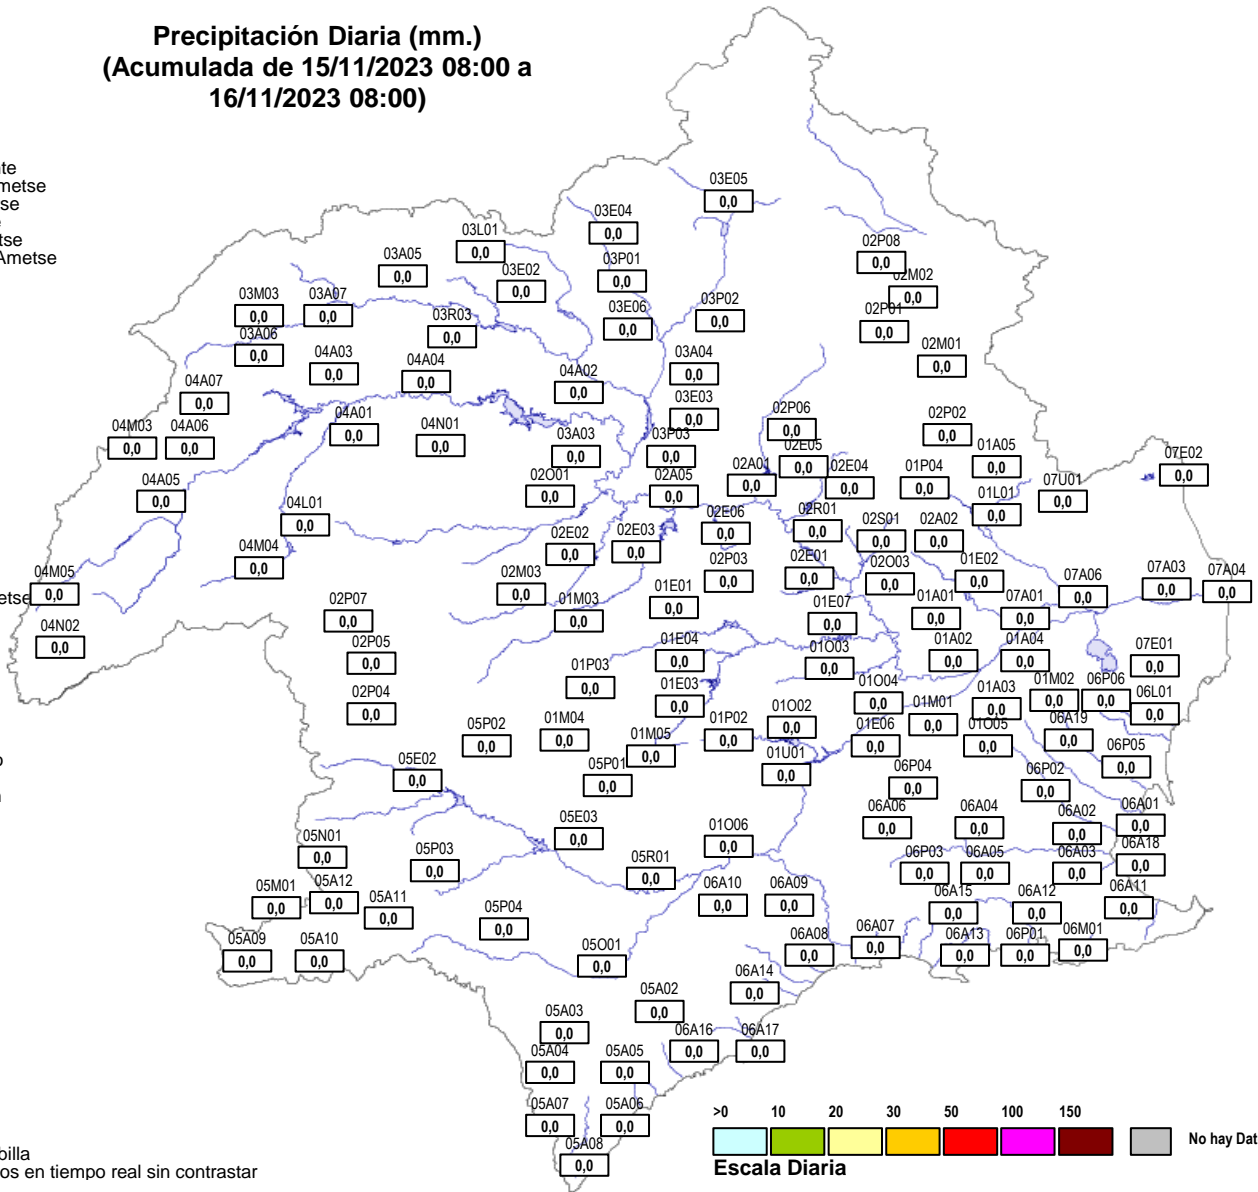 Precipitación Diaria (mm.)
(Acumulada de 15/11/2023 08:00 a
16/11/2023 08:00)
03E05
0,0
03E04
0,0
03L01
0,0
02P08
0,0
03A05
0,0
03P01
0,0
03E02
0,0
02M02
0,0
03M03
0,0
03A07
0,0
03P02
0,0
03E06
0,0
02P01
0,0
03R03
0,0
03A06
0,0
02M01
0,0
04A03
0,0
03A04
0,0
04A04
0,0
04A02
0,0
04A07
0,0
03E03
0,0
02P06
0,0
04A01
0,0
02P02
0,0
04M03
0,0
04A06
0,0
04N01
0,0
03A03
0,0
03P03
0,0
02E05
0,0
01A05
0,0
07E02
0,0
02A01
0,0
02E04
0,0
01P04
0,0
02O01
0,0
02A05
0,0
04A05
0,0
07U01
0,0
01L01
0,0
04L01
0,0
02R01
0,0
02E06
0,0
02S01
0,0
02A02
0,0
02E02
0,0
02E03
0,0
04M04
0,0
02P03
0,0
02E01
0,0
02O03
0,0
01E02
0,0
07A03
0,0
07A04
0,0
04M05
0,0
02M03
0,0
07A06
0,0
etse
01E01
0,0
01M03
0,0
02P07
0,0
01E07
0,0
01A01
0,0
07A01
0,0
04N02
0,0
02P05
0,0
01E04
0,0
01O03
0,0
01A02
0,0
01A04
0,0
07E01
0,0
01P03
0,0
02P04
0,0
01E03
0,0
01O04
0,0
01A03
0,0
01M02
0,0
06P06
0,0
06L01
0,0
01M01
0,0
01O02
0,0
05P02
0,0
01M04
0,0
01P02
0,0
01E06
0,0
01O05
0,0
06A19
0,0
01M05
0,0
01U01
0,0
06P05
0,0
05E02
0,0
05P01
0,0
06P04
0,0
06P02
0,0
06A06
0,0
06A04
0,0
06A02
0,0
06A01
0,0
05E03
0,0
01O06
0,0
05N01
0,0
05P03
0,0
05R01
0,0
06P03
0,0
06A05
0,0
06A03
0,0
06A18
0,0
05M01
0,0
05A12
0,0
05A11
0,0
06A10
0,0
06A09
0,0
06A15
0,0
06A12
0,0
06A11
0,0
05P04
0,0
06A08
0,0
06A07
0,0
06A13
0,0
06P01
0,0
06M01
0,0
05A09
0,0
05A10
0,0
05O01
0,0
06A14
0,0
05A02
0,0
05A03
0,0
06A16
0,0
06A17
0,0
05A04
0,0
05A05
0,0
05A07
0,0
05A06
0,0
05A08
0,0
>0 10 20 30 50 100 150
No hay Dat
Escala Diaria
billa
os en tiempo real sin contrastar